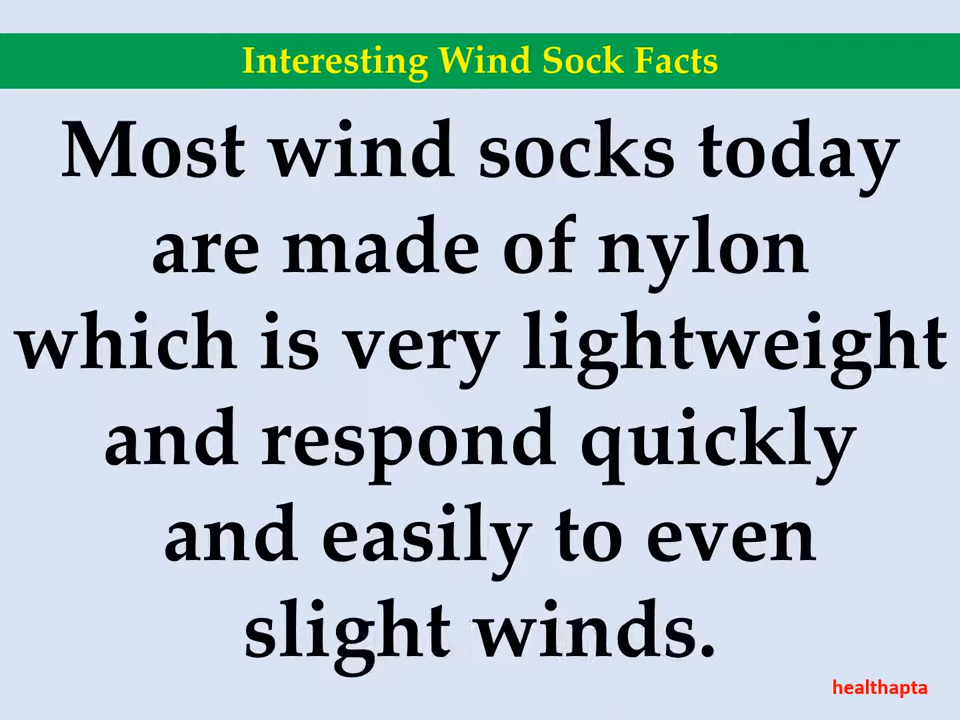 Interesting Wind Sock Facts
Most wind socks today
are made of nylon
which is very lightweight
and respond quickly
and easily to even
slight winds.
healthapta